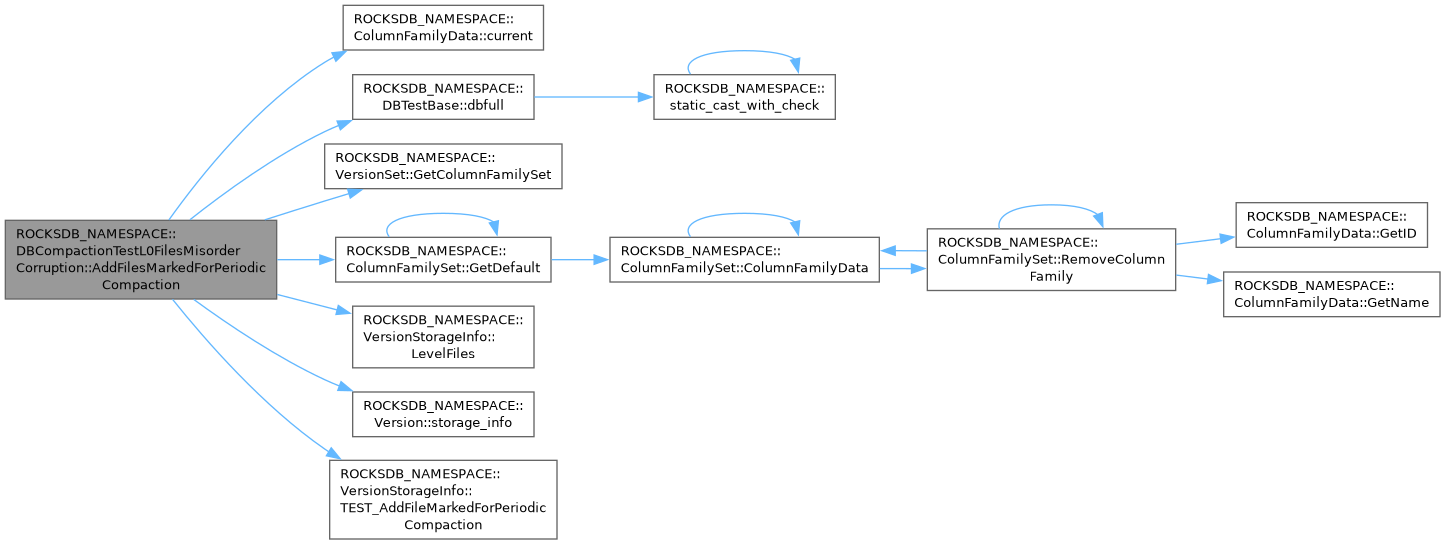 ROCKSDB_NAMESPACE::
DBCompactionTestL0FilesMisorder
Corruption::AddFilesMarkedForPeriodic
Compaction
ROCKSDB_NAMESPACE::
ColumnFamilyData::current
ROCKSDB_NAMESPACE::
DBTestBase::dbfull
ROCKSDB_NAMESPACE::
static_cast_with_check
ROCKSDB_NAMESPACE::
VersionSet::GetColumnFamilySet
ROCKSDB_NAMESPACE::
ColumnFamilySet::GetDefault
ROCKSDB_NAMESPACE::
ColumnFamilySet::ColumnFamilyData
ROCKSDB_NAMESPACE::
ColumnFamilySet::RemoveColumn
Family
ROCKSDB_NAMESPACE::
ColumnFamilyData::GetID
ROCKSDB_NAMESPACE::
ColumnFamilyData::GetName
ROCKSDB_NAMESPACE::
VersionStorageInfo::
LevelFiles
ROCKSDB_NAMESPACE::
Version::storage_info
ROCKSDB_NAMESPACE::
VersionStorageInfo::
TEST_AddFileMarkedForPeriodic
Compaction